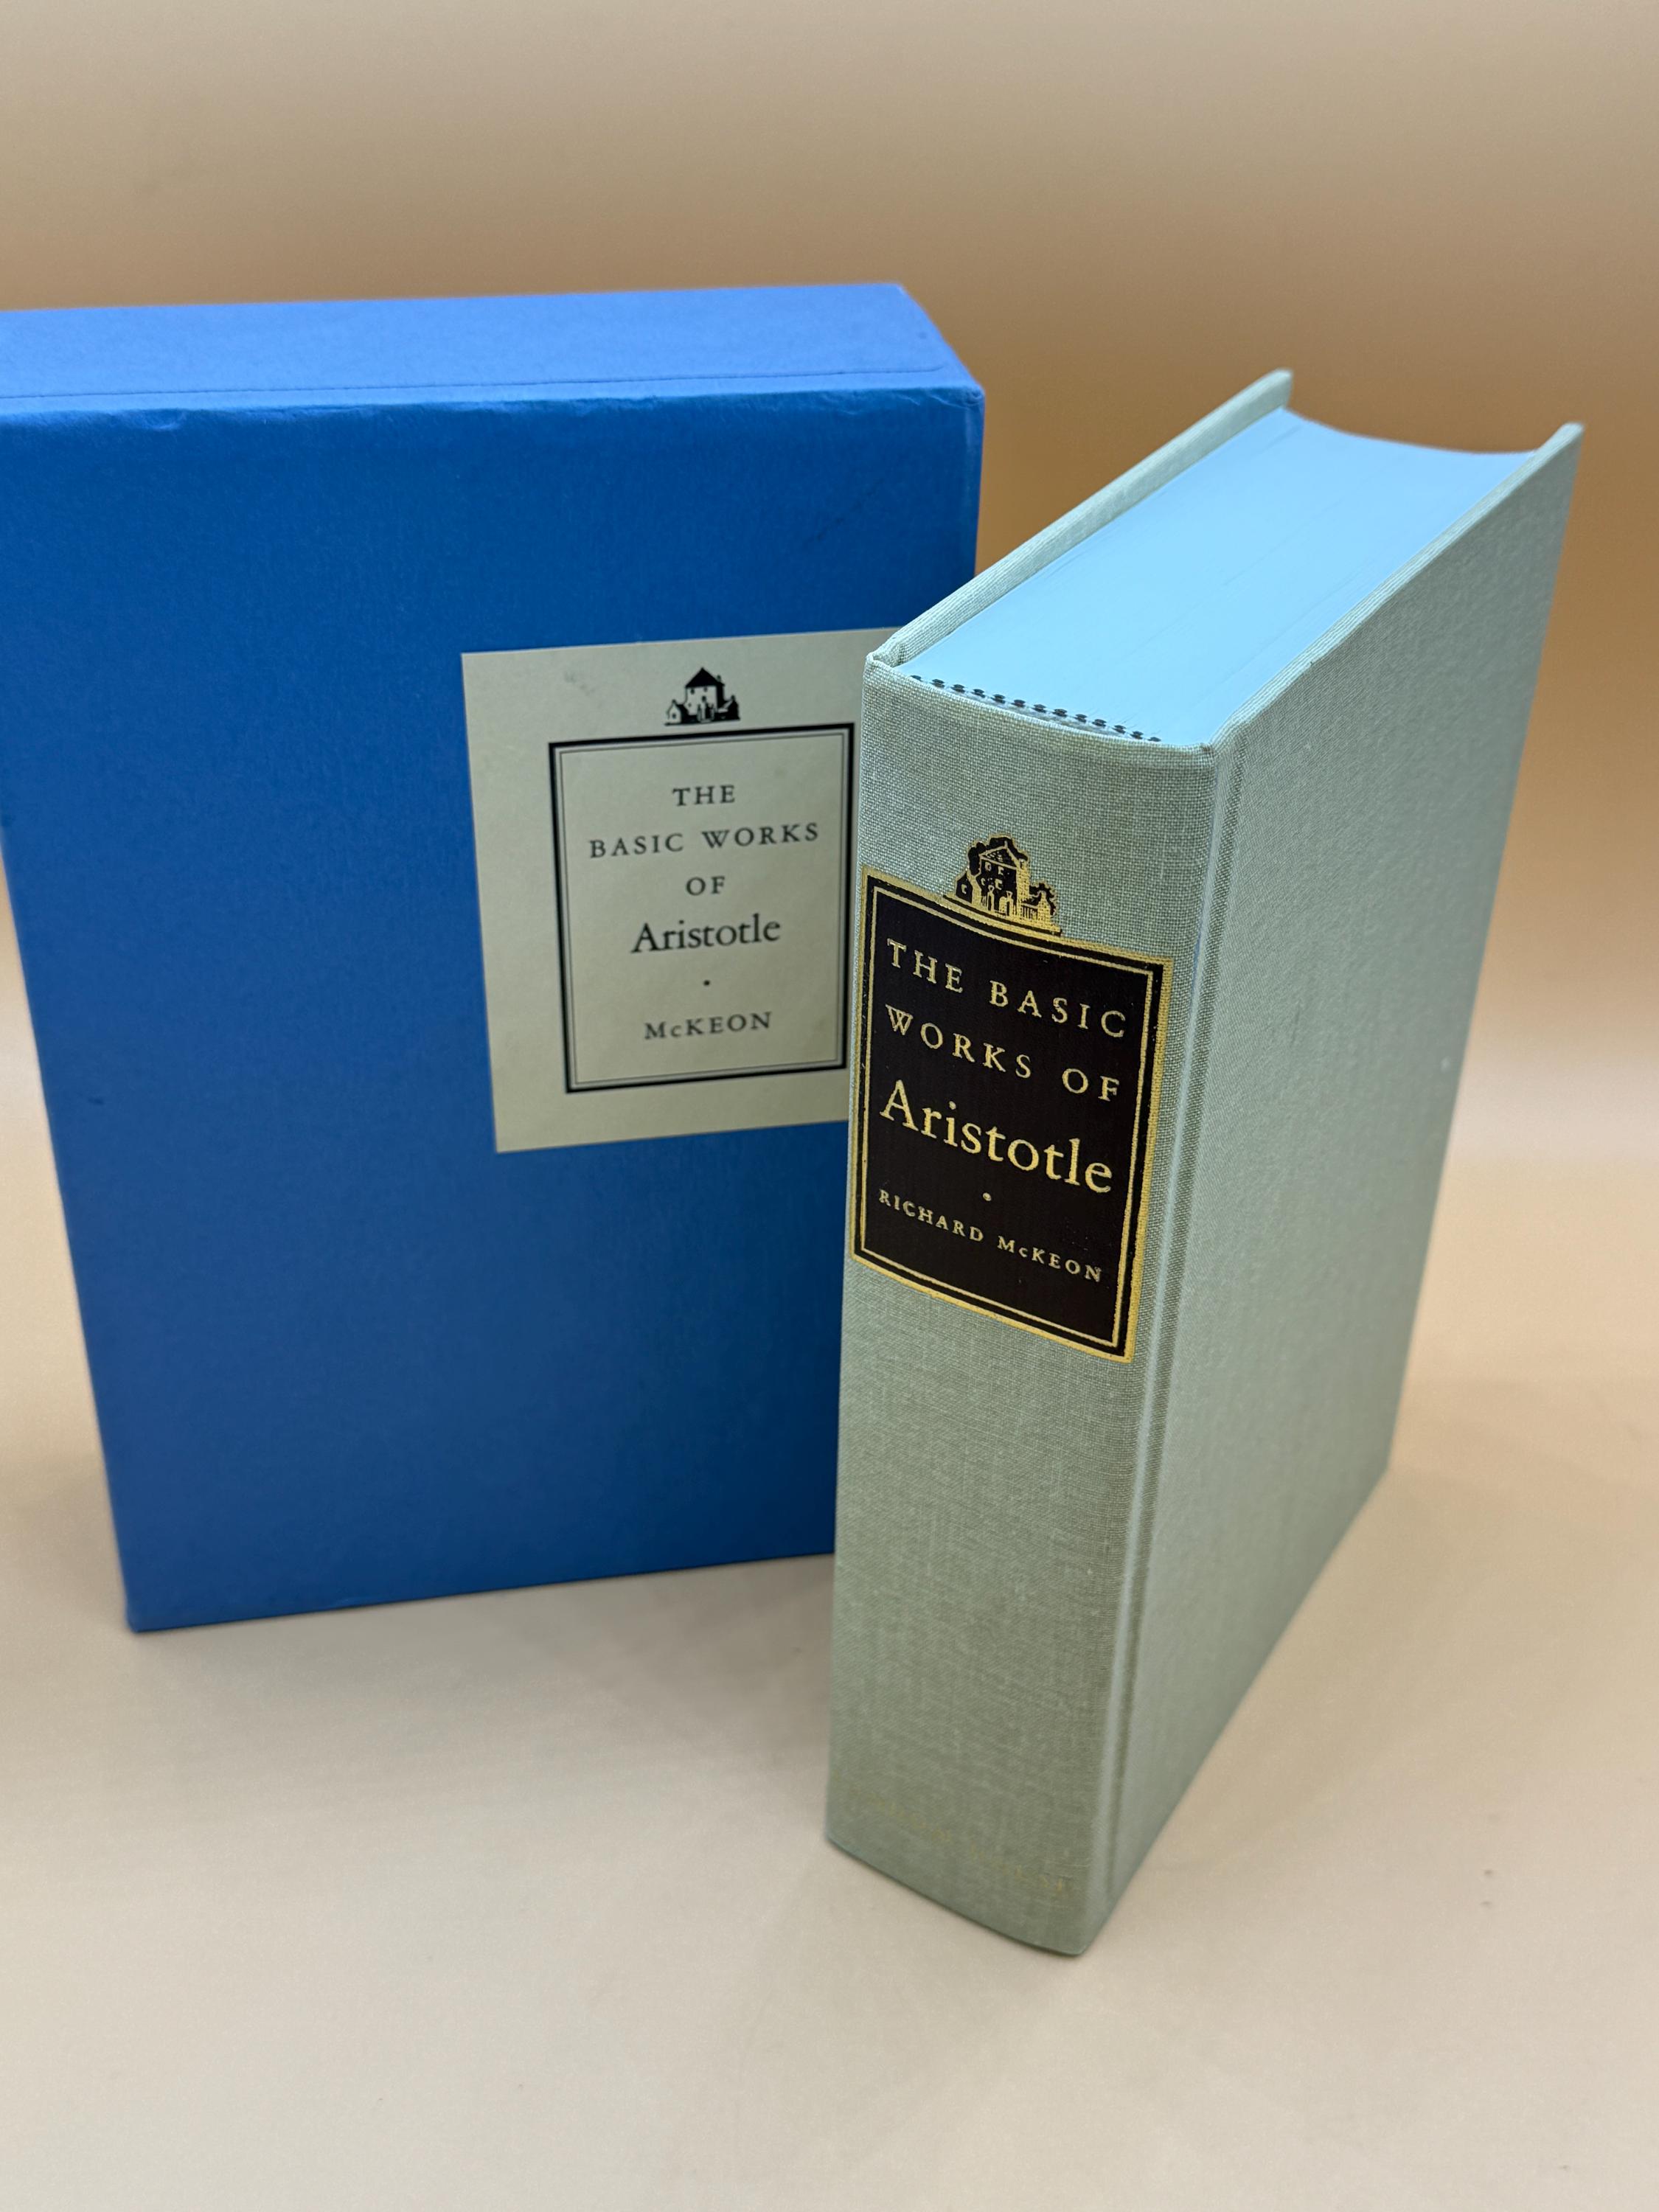 THE
BASIC WORKS
OF
Aristotle
McKEON
THE BASIC
WORKS OF
Aristotle
RICHARD McKEON